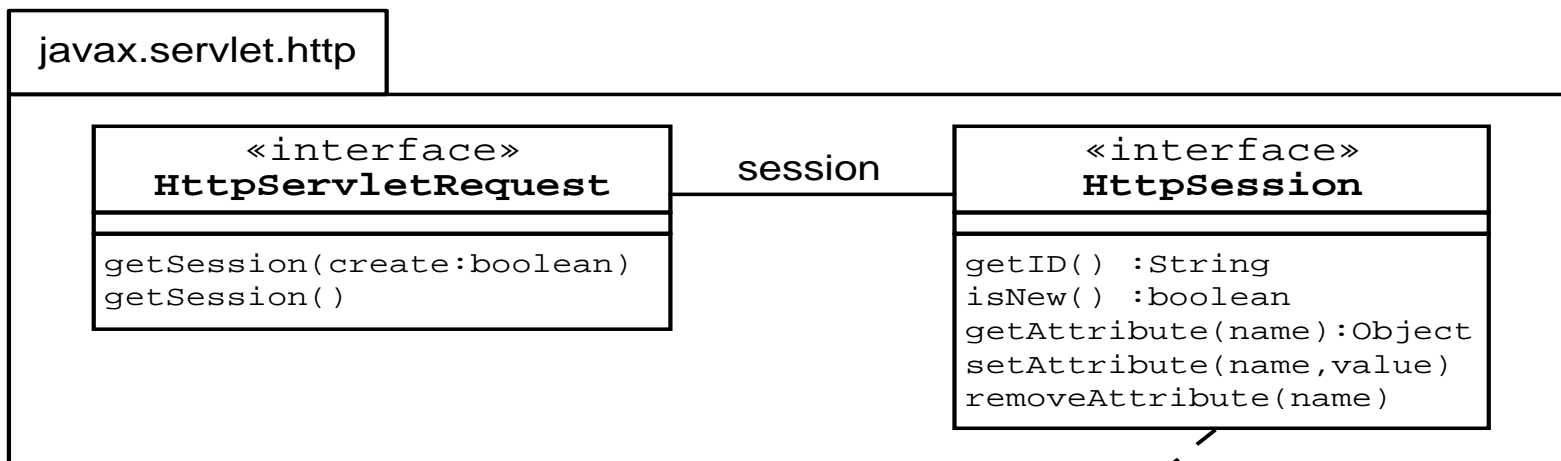 javax.servlet.http
«interface»
HttpServletRequest
getSession(create:boolean)
getSession()
session
«interface»
HttpSession
getID() :String
isNew() :boolean
getAttribute(name):Object
setAttribute(name,value)
removeAttribute(name)